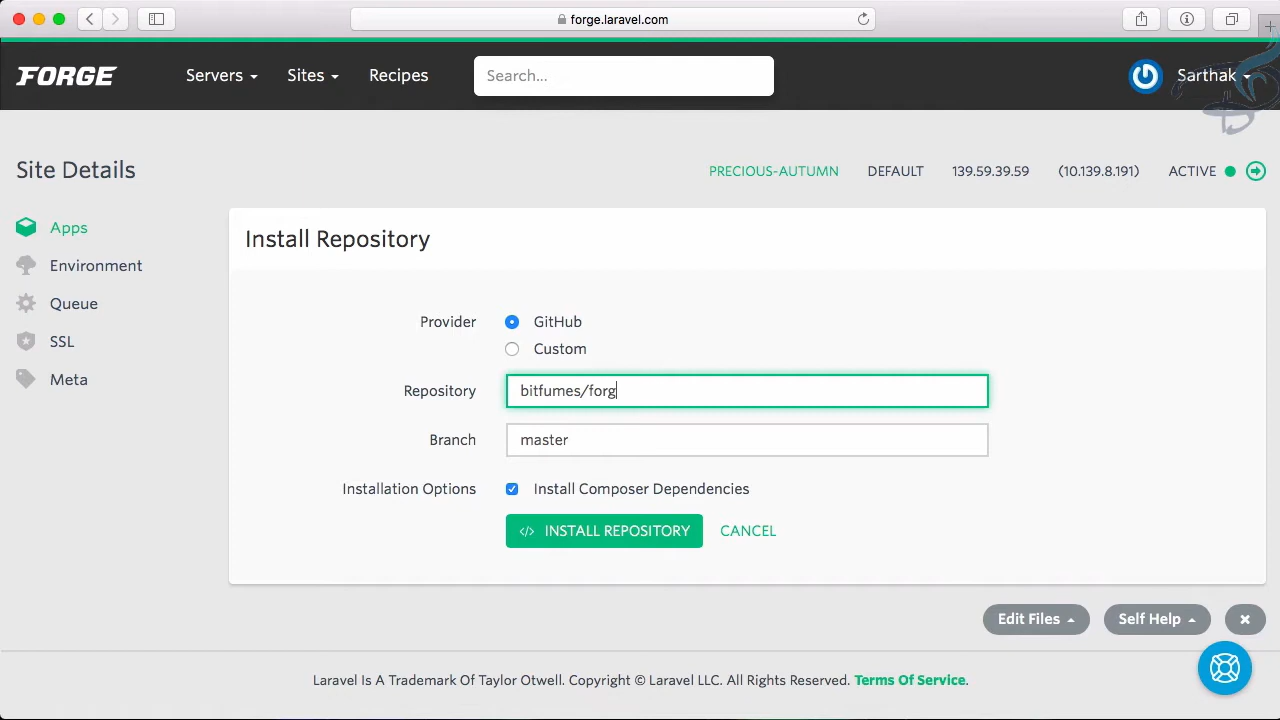 forge.laravel.com
FORGE Servers Sites Recipes Search... Sarthak
Site Details PRECIOUS-AUTUMN DEFAULT 139.59.39.59 (10.139.8.191) ACTIVE
Apps
Environment
Queue
SSL
Meta
Install Repository
Provider GitHub
Custom
Repository bitfumes/forg
Branch master
Installation Options Install Composer Dependencies
</> INSTALL REPOSITORY CANCEL
Edit Files Self Help
Laravel Is A Trademark Of Taylor Otwell. Copyright © Laravel LLC. All Rights Reserved. Terms Of Service.